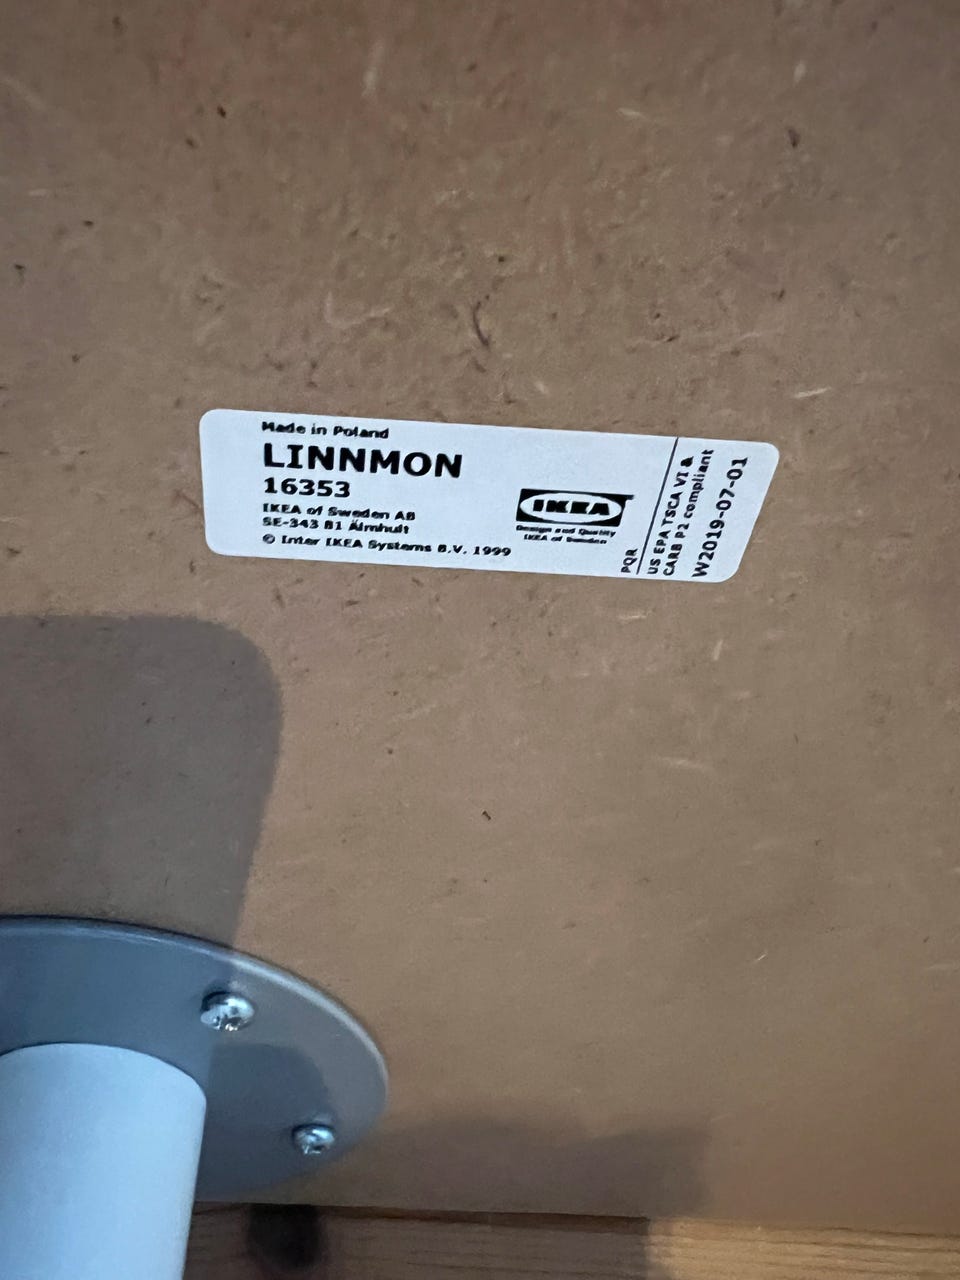 Made in Poland
LINNMON
16353
IKEA of Sweden AB
SE-343 81 Älmhult
© Inter IKEA Systems B.V. 1999
IKEA
Design and Quality
IKEA of Sweden
PQR
US EPA TSCA VI &
CARB P12 compliant
W2019-07-01